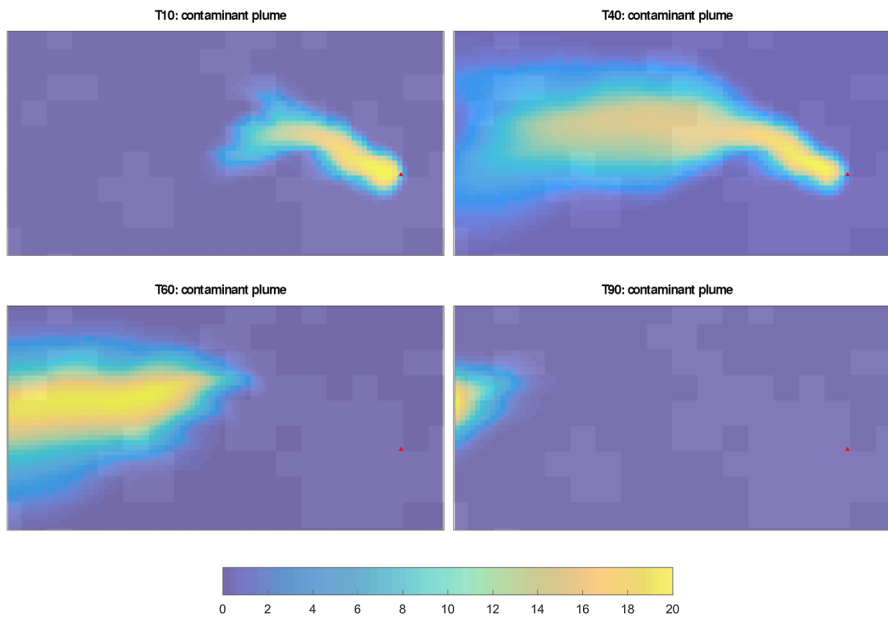 T10: contaminant plume
T40: contaminant plume
T60: contaminant plume
T90: contaminant plume
0 2 4 6 8 10 12 14 16 18 20